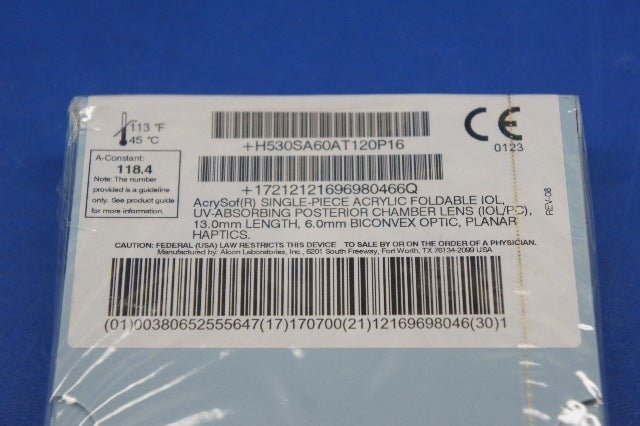 113 °F
45 °C
+H530SA60AT120P16
CE
0123
A-Constant:
118.4
Note: The number
provided is a guideline
only. See product guide
for more information.
+17212121696980466Q
AcrySof(R) SINGLE-PIECE ACRYLIC FOLDABLE IOL,
UV-ABSORBING POSTERIOR CHAMBER LENS (IOL/PC),
13.0mm LENGTH, 6.0mm BICONVEX OPTIC, PLANAR
HAPTICS.
REV-08
CAUTION: FEDERAL (USA) LAW RESTRICTS THIS DEVICE TO SALE BY OR ON THE ORDER OF A PHYSICIAN.
Manufactured by: Alcon Laboratories, Inc., 6201 South Freeway, Fort Worth, TX 76134-2099 USA
(01)00380652555647(17)170700(21)12169698046(30)1